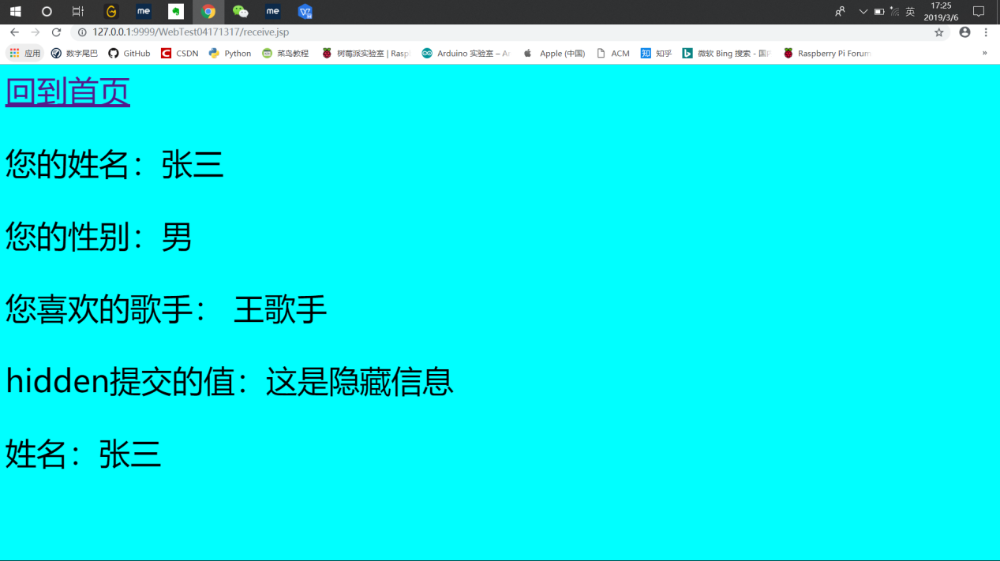 me
me
英
17:25
2019/3/6
127.0.0.1:9999/WebTest04171317/receive.jsp
应用
数字尾巴
GitHub
CSDN
Python
菜鸟教程
树莓派实验室 | Rasp
Arduino 实验室 – A
Apple (中国)
ACM
知 知乎
微软 Bing 搜索 - 国
Raspberry Pi Forum
»
回到首页
您的姓名：张三
您的性别：男
您喜欢的歌手： 王歌手
hidden提交的值：这是隐藏信息
姓名：张三